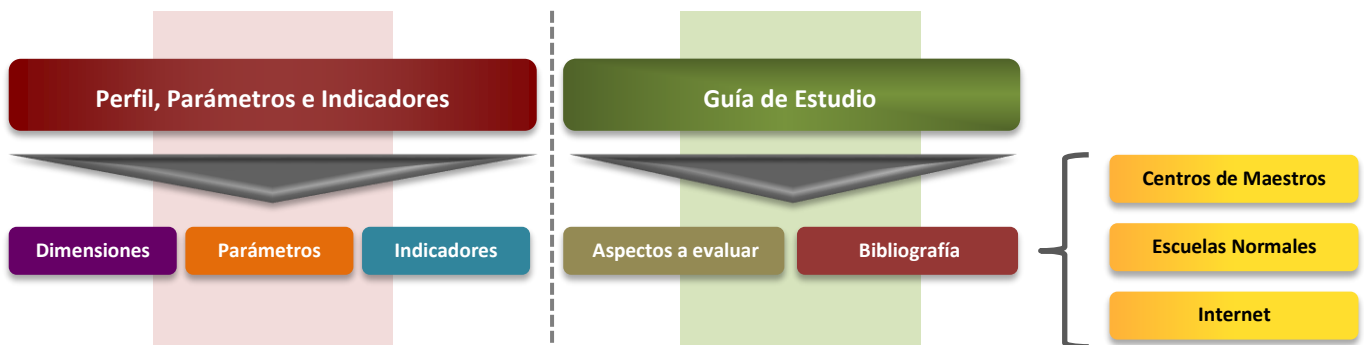 Perfil, Parámetros e Indicadores
Guía de Estudio
Dimensiones
Parámetros
Indicadores
Aspectos a evaluar
Bibliografía
Centros de Maestros
Escuelas Normales
Internet